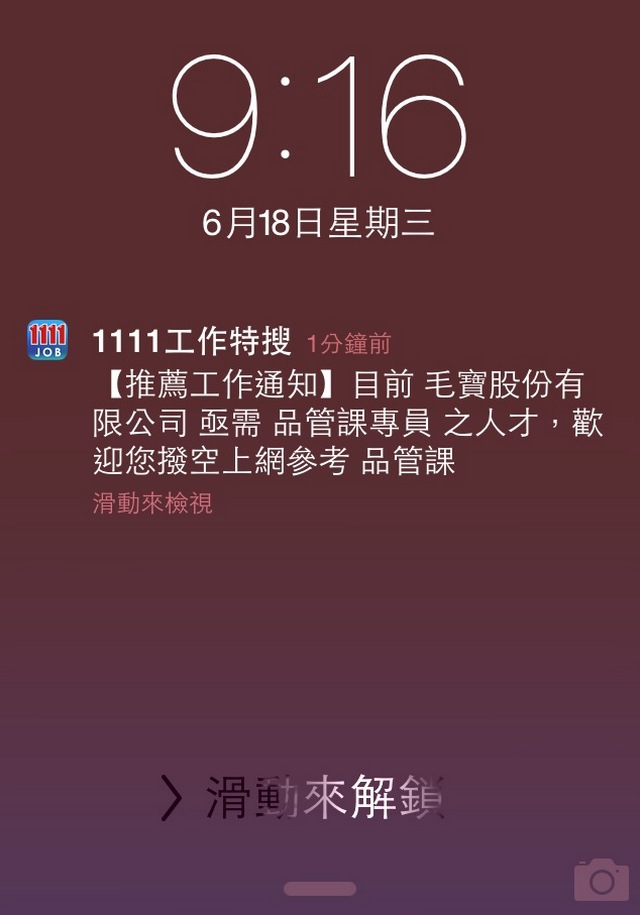 9:16
6月18日星期三
1111
JOB
1111工作特搜 1分鐘前
【推薦工作通知】目前 毛寶股份有
限公司 亟需 品管課專員 之人才，歡
迎您撥空上網參考 品管課
滑動來檢視
滑動來解鎖